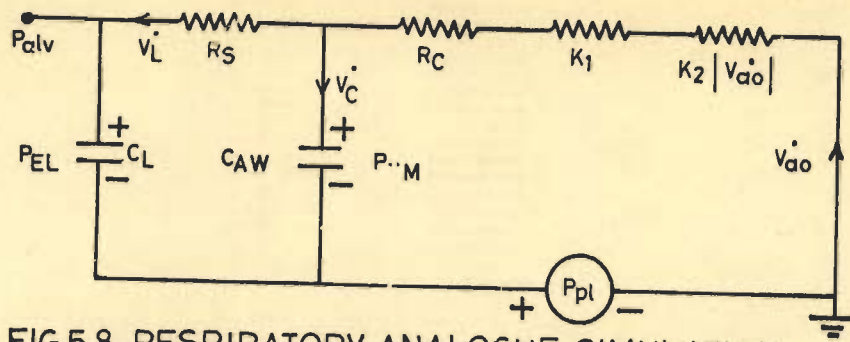 Palv
V̇L
RS
RC
K1
K2 |V̇ao|
V̇C
+
+
PEL
CL
CAW
P··M
V̇ao
−
−
+
Ppl
−
FIG 5.8 RESPIRATORY ANALOGUE